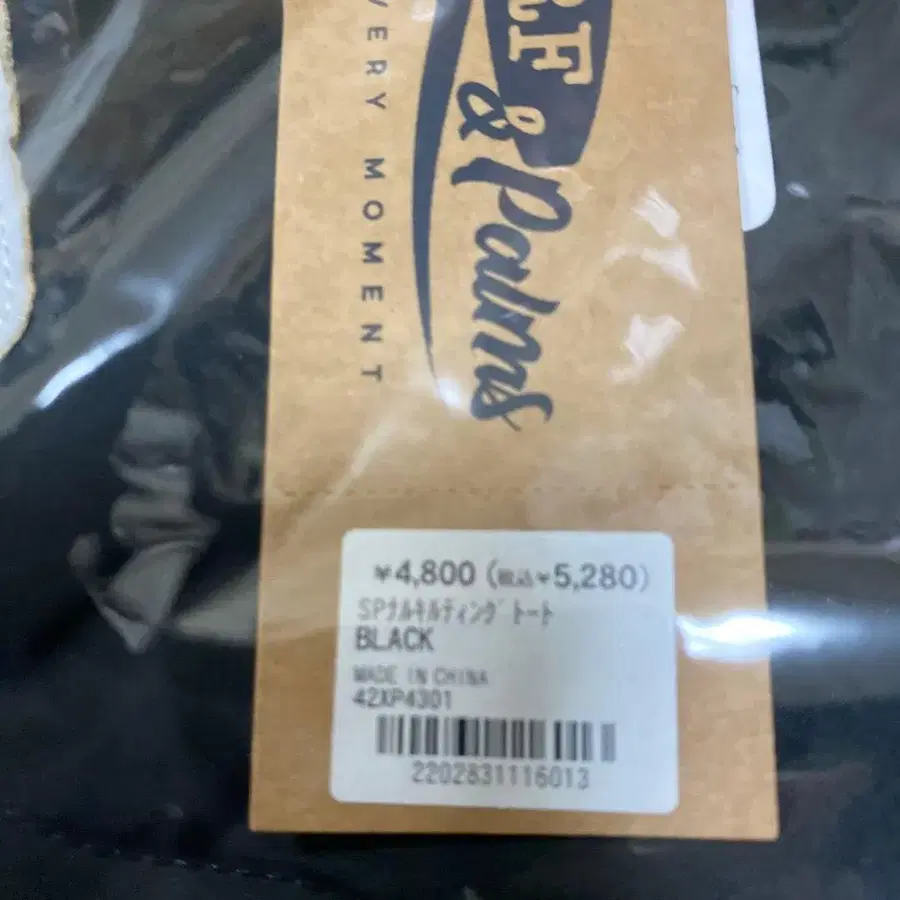 VERY MOMENT
RF
& Palms
¥4,800 (税込¥5,280)
SPナルキルティング トート
BLACK
MADE IN CHINA
42XP4301
2202831116013